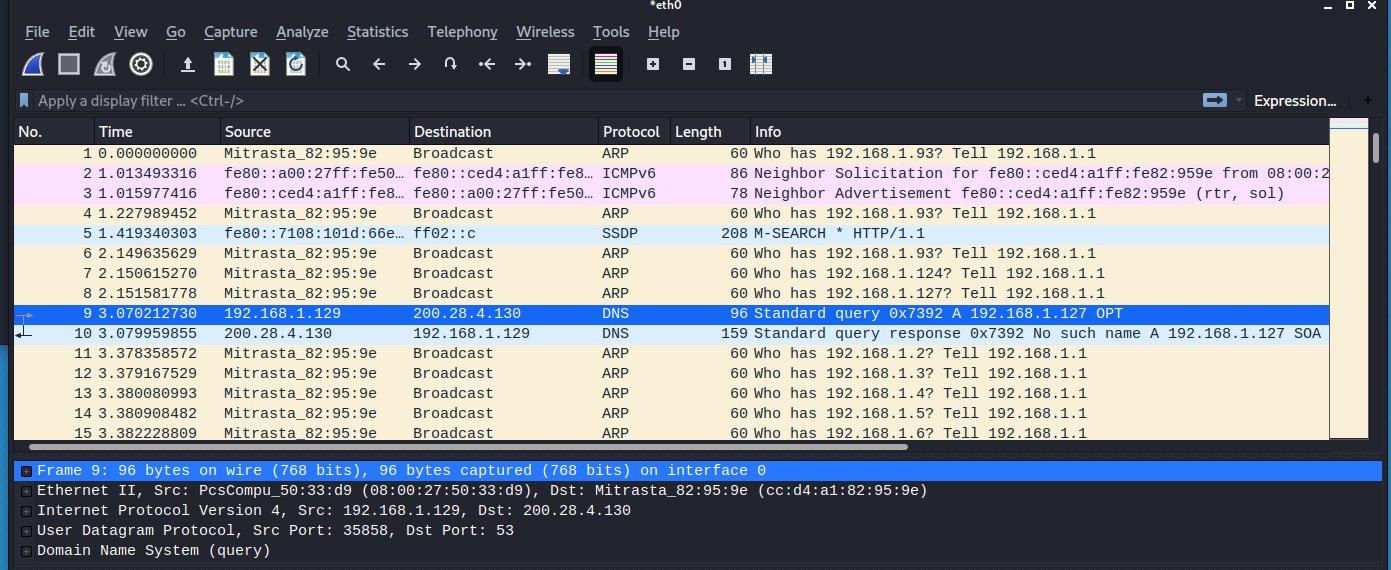 *eth0
File Edit View Go Capture Analyze Statistics Telephony Wireless Tools Help
Apply a display filter ... <Ctrl-/> Expression... +
No. Time Source Destination Protocol Length Info
1 0.000000000 Mitrasta_82:95:9e Broadcast ARP 60 Who has 192.168.1.93? Tell 192.168.1.1
2 1.013493316 fe80::a00:27ff:fe50... fe80::ced4:a1ff:fe8... ICMPv6 86 Neighbor Solicitation for fe80::ced4:a1ff:fe82:959e from 08:00:2
3 1.015977416 fe80::ced4:a1ff:fe8... fe80::a00:27ff:fe50... ICMPv6 78 Neighbor Advertisement fe80::ced4:a1ff:fe82:959e (rtr, sol)
4 1.227989452 Mitrasta_82:95:9e Broadcast ARP 60 Who has 192.168.1.93? Tell 192.168.1.1
5 1.419340303 fe80::7108:101d:66e... ff02::c SSDP 208 M-SEARCH * HTTP/1.1
6 2.149635629 Mitrasta_82:95:9e Broadcast ARP 60 Who has 192.168.1.93? Tell 192.168.1.1
7 2.150615270 Mitrasta_82:95:9e Broadcast ARP 60 Who has 192.168.1.124? Tell 192.168.1.1
8 2.151581778 Mitrasta_82:95:9e Broadcast ARP 60 Who has 192.168.1.127? Tell 192.168.1.1
9 3.070212730 192.168.1.129 200.28.4.130 DNS 96 Standard query 0x7392 A 192.168.1.127 OPT
10 3.079959855 200.28.4.130 192.168.1.129 DNS 159 Standard query response 0x7392 No such name A 192.168.1.127 SOA
11 3.378358572 Mitrasta_82:95:9e Broadcast ARP 60 Who has 192.168.1.2? Tell 192.168.1.1
12 3.379167529 Mitrasta_82:95:9e Broadcast ARP 60 Who has 192.168.1.3? Tell 192.168.1.1
13 3.380080993 Mitrasta_82:95:9e Broadcast ARP 60 Who has 192.168.1.4? Tell 192.168.1.1
14 3.380908482 Mitrasta_82:95:9e Broadcast ARP 60 Who has 192.168.1.5? Tell 192.168.1.1
15 3.382228809 Mitrasta_82:95:9e Broadcast ARP 60 Who has 192.168.1.6? Tell 192.168.1.1
Frame 9: 96 bytes on wire (768 bits), 96 bytes captured (768 bits) on interface 0
Ethernet II, Src: PcsCompu_50:33:d9 (08:00:27:50:33:d9), Dst: Mitrasta_82:95:9e (cc:d4:a1:82:95:9e)
Internet Protocol Version 4, Src: 192.168.1.129, Dst: 200.28.4.130
User Datagram Protocol, Src Port: 35858, Dst Port: 53
Domain Name System (query)